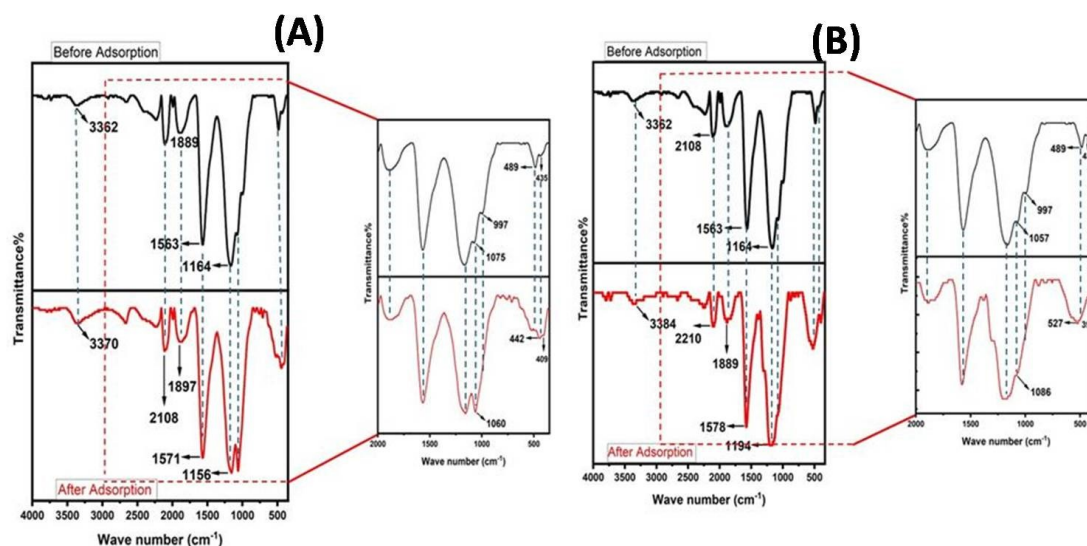 (A)
Before Adsorption
3362
1889
1563
1164
3370
1897
2108
1571
1156
After Adsorption
Transmittance%
4000 3500 3000 2500 2000 1500 1000 500
Wave number (cm-1)
489
435
997
1075
442
409
1060
Transmittance%
2000 1500 1000 500
Wave number (cm-1)
(B)
Before Adsorption
3362
2108
1563
1164
3384
2210
1889
1578
1194
After Adsorption
Transmittance%
4000 3500 3000 2500 2000 1500 1000 500
Wave number (cm-1)
489
997
1057
527
1086
Transmittance%
2000 1500 1000 500
Wave number (cm-1)